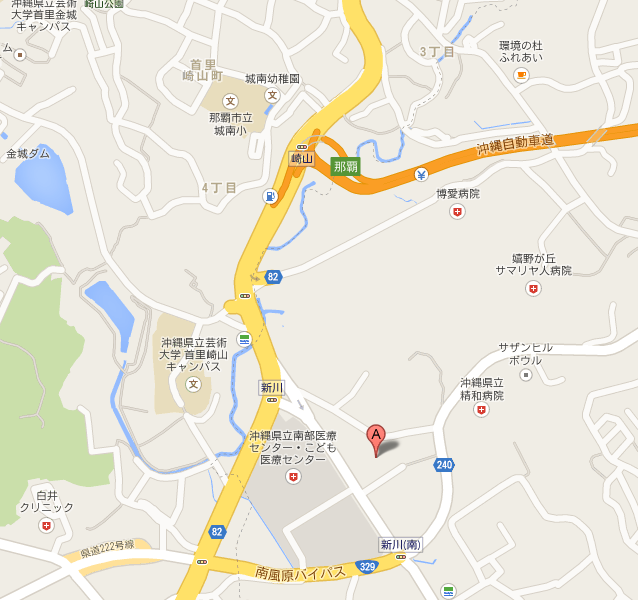 沖縄県立芸術
大学首里金城
キャンパス
崎山公園
3丁目
環境の杜
ふれあい
首里
崎山町
城南幼稚園
那覇市立
城南小
金城ダム
崎山
那覇
沖縄自動車道
4丁目
博愛病院
嬉野が丘
サマリヤ人病院
82
沖縄県立芸術
大学 首里崎山
キャンパス
サザンヒル
ボウル
新川
沖縄県立
精和病院
沖縄県立南部医療
センター・こども
医療センター
A
240
白井
クリニック
82
新川(南)
県道222号線
南風原バイパス
329